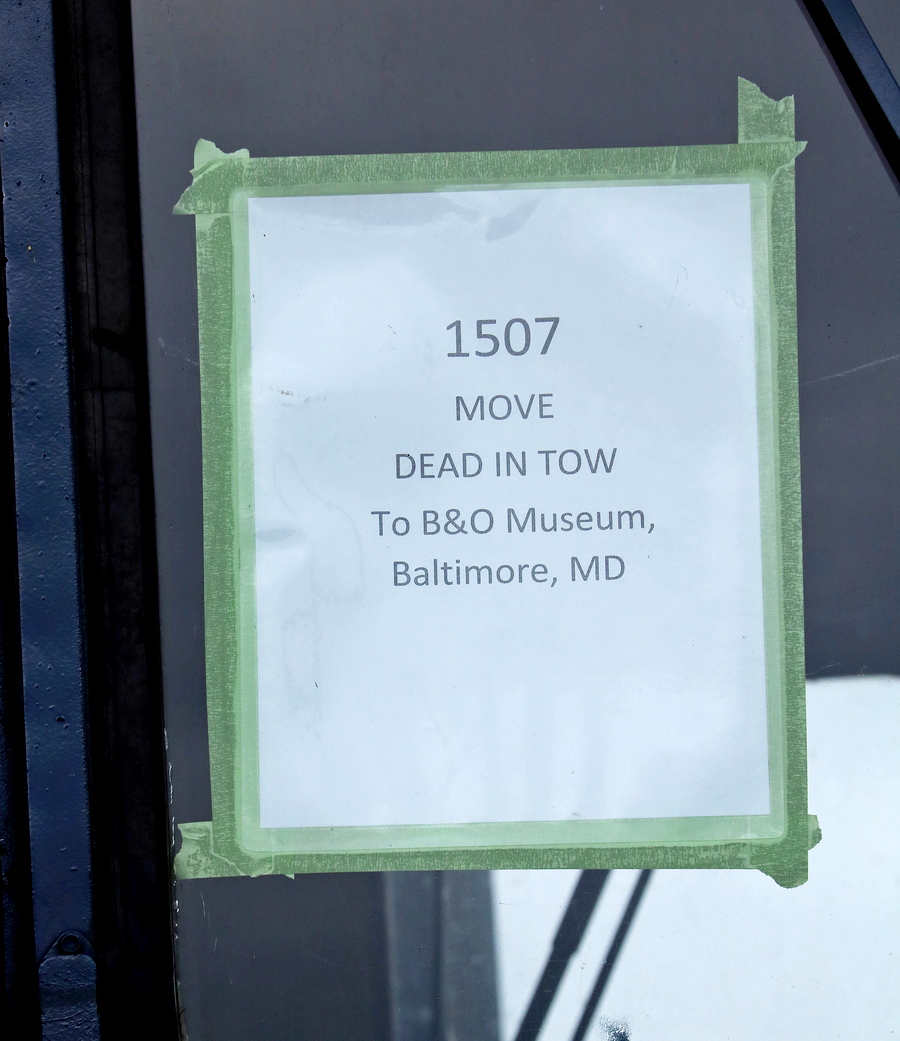 1507
MOVE
DEAD IN TOW
To B&O Museum,
Baltimore, MD